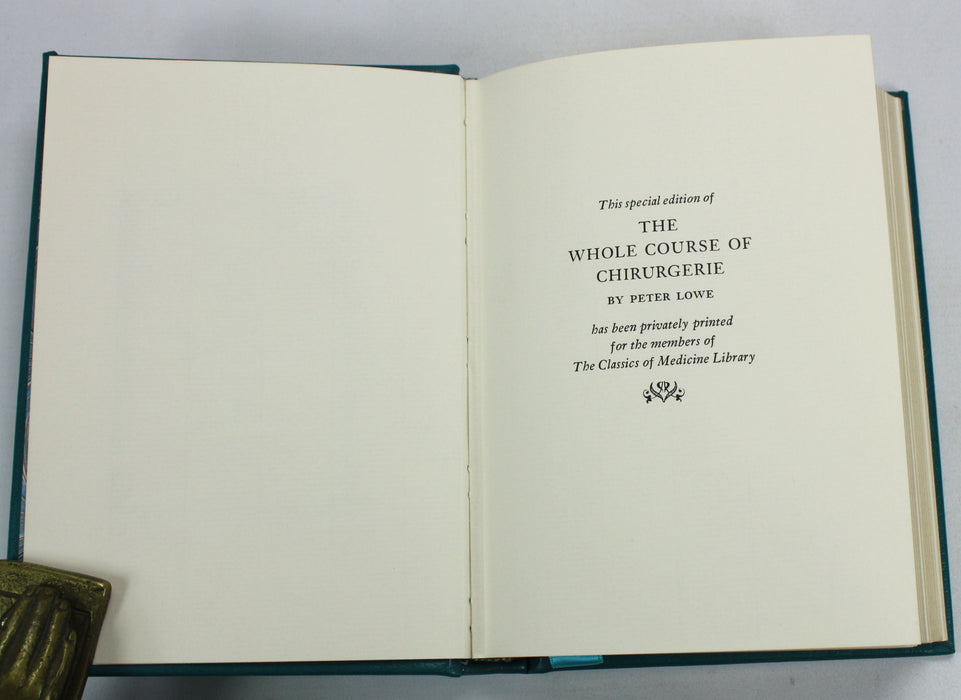 This special edition of
THE
WHOLE COURSE OF
CHIRURGERIE
BY PETER LOWE
has been privately printed
for the members of
The Classics of Medicine Library